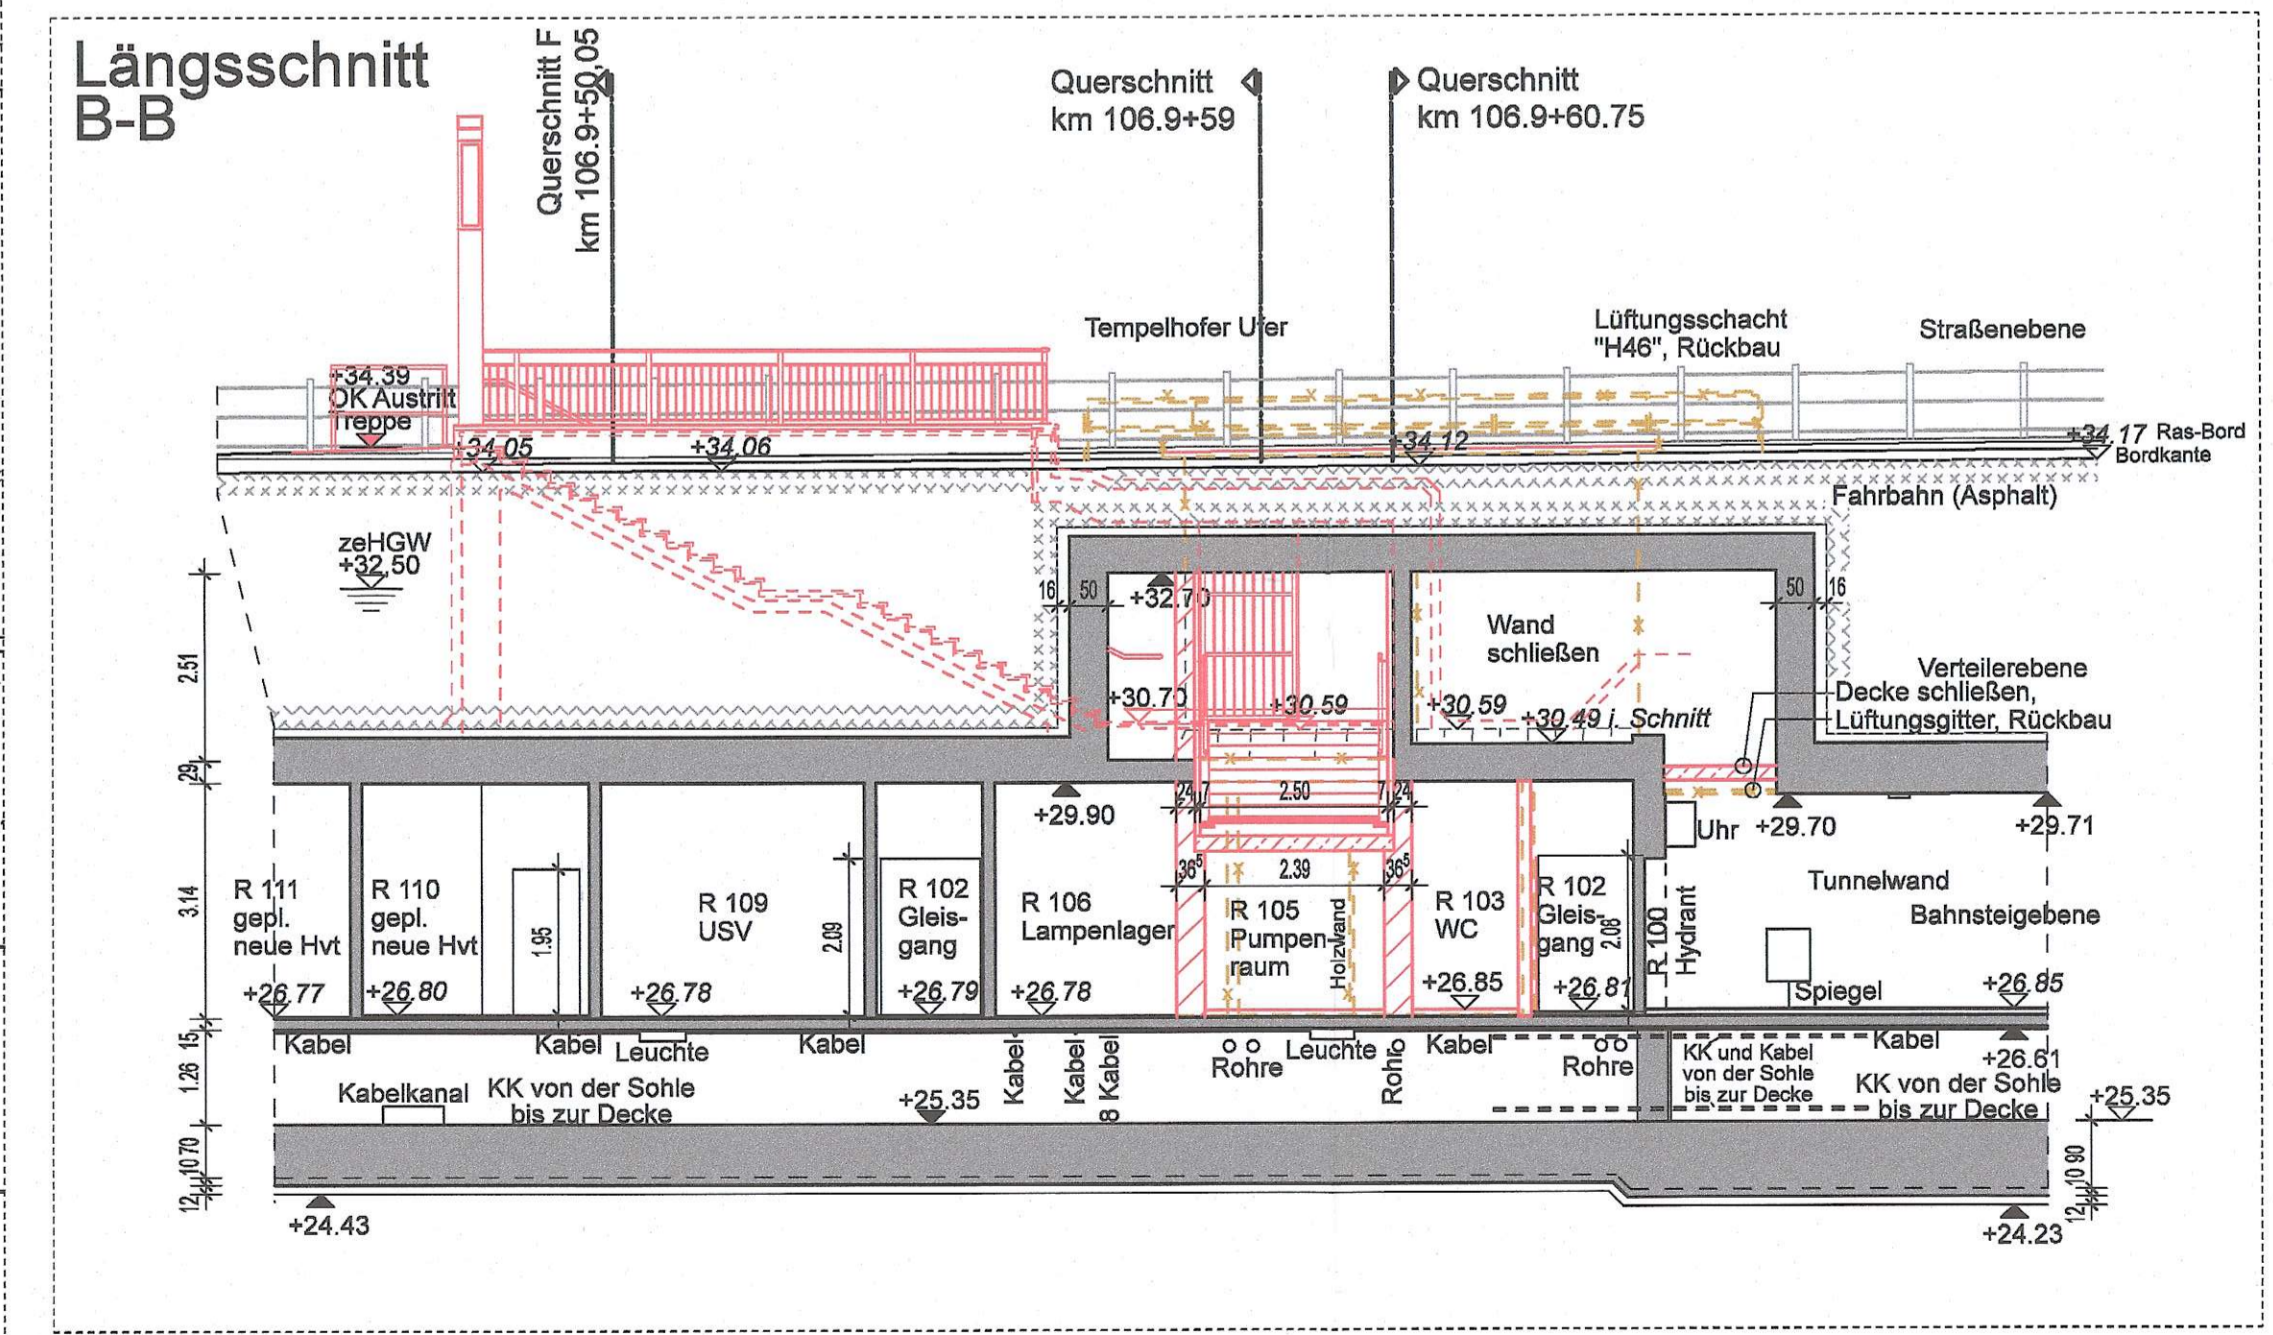 Längsschnitt
B-B
Querschnitt F
km 106.9+50,05
Querschnitt
km 106.9+59
Querschnitt
km 106.9+60.75
Tempelhofer Ufer
Lüftungsschacht
"H46", Rückbau
Straßenebene
+34.39
OK Austritt
Treppe
+34.05
+34.06
+34.12
+34.17 Ras-Bord
Bordkante
Fahrbahn (Asphalt)
zeHGW
+32,50
16
50
+32.70
50
16
Wand
schließen
2.51
Verteilerebene
Decke schließen,
Lüftungsgitter, Rückbau
+30.70
+30.59
+30.59
+30.49 i. Schnitt
29
24
7
2.50
7
24
+29.90
Uhr
+29.70
+29.71
36⁵
2.39
36⁵
3.14
R 111
gepl.
neue Hvt
R 110
gepl.
neue Hvt
1.95
R 109
USV
2.09
R 102
Gleis-
gang
R 106
Lampenlager
R 105
Pumpen-
raum
Holzwand
R 103
WC
R 102
Gleis-
gang
2.08
R 100
Hydrant
Tunnelwand
Bahnsteigebene
Spiegel
+26.77
+26.80
+26.78
+26.79
+26.78
+26.85
+26.81
+26.85
15
Kabel
Kabel
Leuchte
Kabel
Kabel
Kabel
8 Kabel
Rohre
Leuchte
Rohr
Kabel
Rohre
KK und Kabel
von der Sohle
bis zur Decke
Kabel
+26.61
1.26
Kabelkanal
KK von der Sohle
bis zur Decke
+25.35
KK von der Sohle
bis zur Decke
+25.35
70
10
12
90
10
12
+24.43
+24.23